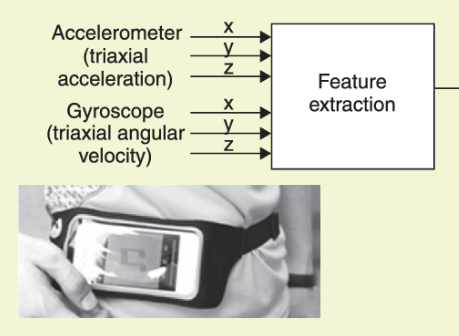 Accelerometer
(triaxial
acceleration)
x
y
z
Gyroscope
(triaxial angular
velocity)
x
y
z
Feature
extraction